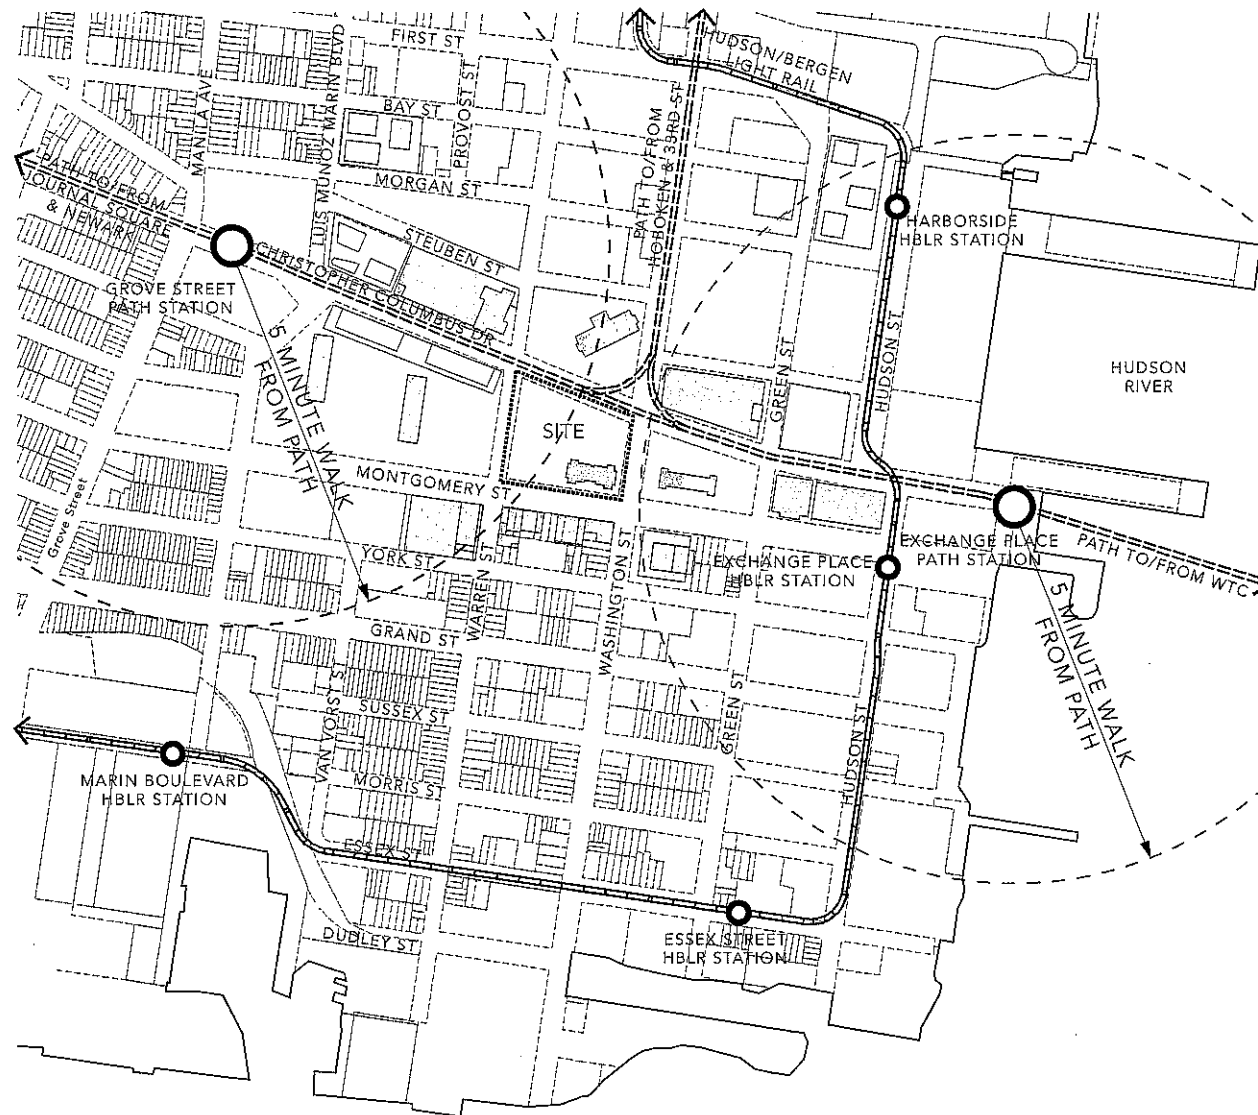 FIRST ST
LUIS MUNOZ MARIN BLVD
HUDSON/BERGEN
LIGHT RAIL
MANILA AVE
BAY ST
PROVOST ST
PATH TO/FROM
JOURNAL SQUARE
& NEWARK
MORGAN ST
PATH TO/FROM
HOBOKEN & 33RD ST
HARBORSIDE
HBLR STATION
STEUBEN ST
CHRISTOPHER COLUMBUS DR
GROVE STREET
PATH STATION
5 MINUTE WALK
FROM PATH
GREEN ST
HUDSON ST
HUDSON
RIVER
SITE
MONTGOMERY ST
Grove Street
YORK ST
WARREN ST
WASHINGTON ST
EXCHANGE PLACE
HBLR STATION
EXCHANGE PLACE
PATH STATION
PATH TO/FROM WTC
5 MINUTE WALK
FROM PATH
GRAND ST
SUSSEX ST
VAN VORST S
GREEN ST
HUDSON ST
MARIN BOULEVARD
HBLR STATION
MORRIS ST
ESSEX ST
DUDLEY ST
ESSEX STREET
HBLR STATION